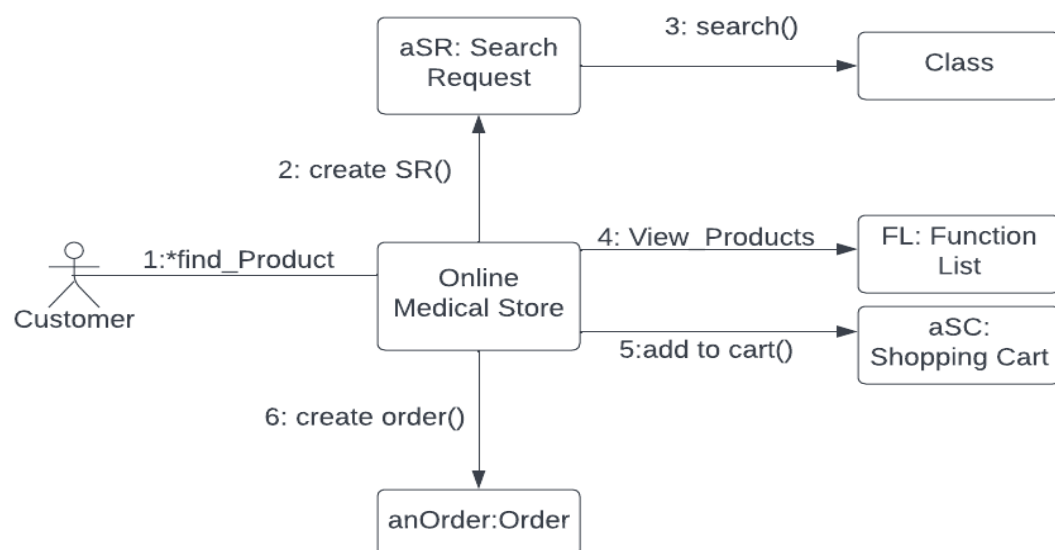 3: search()
aSR: Search
Request
Class
2: create SR()
4: View_Products
FL: Function
List
1:*find_Product
Online
Medical Store
Customer
5:add to cart()
aSC:
Shopping Cart
6: create order()
anOrder:Order